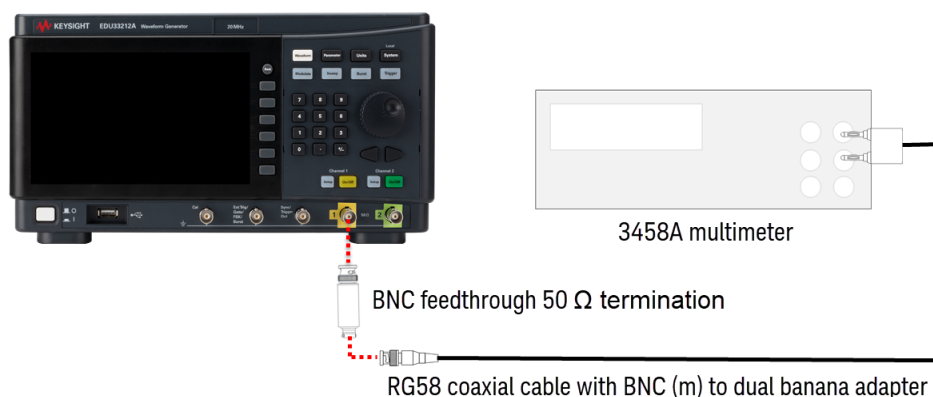 KEYSIGHT EDU33212A Waveform Generator 20 MHz
Local
Waveform Parameter Units System
Modulate Sweep Burst Trigger
7 8 9
4 5 6
1 2 3
0 . +/-
Channel 1 Channel 2
Setup On/Off Setup On/Off
Cal Ext Trig/ Gate/ FSK/ Burst Sync/ Trigger Out 1 50 Ω 2
3458A multimeter
BNC feedthrough 50 Ω termination
RG58 coaxial cable with BNC (m) to dual banana adapter